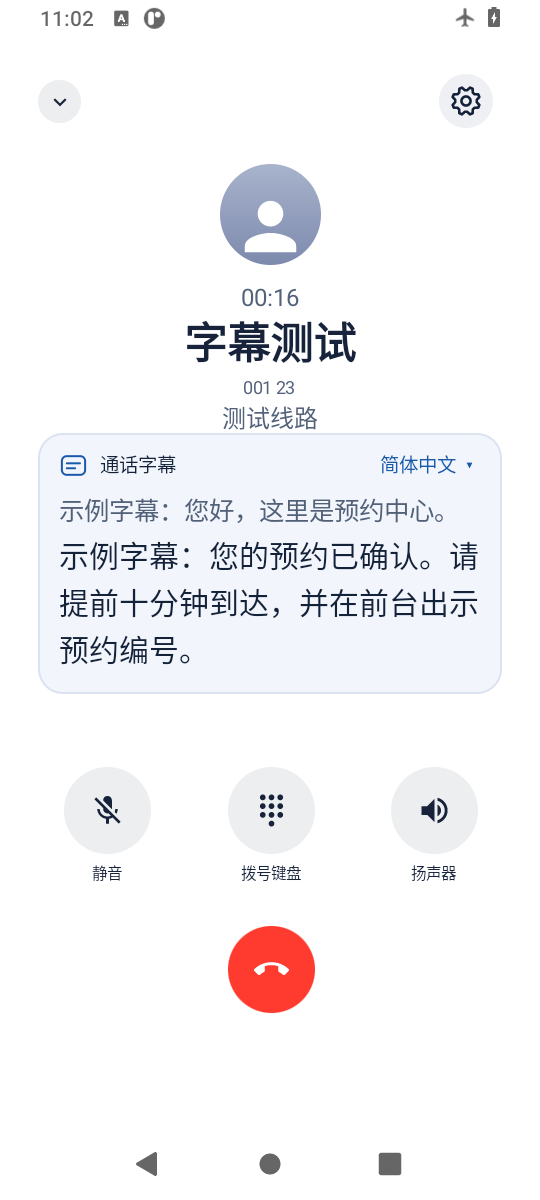 11:02
00:16
字幕测试
001 23
测试线路
通话字幕 简体中文
示例字幕：您好，这里是预约中心。
示例字幕：您的预约已确认。请
提前十分钟到达，并在前台出示
预约编号。
静音 拨号键盘 扬声器